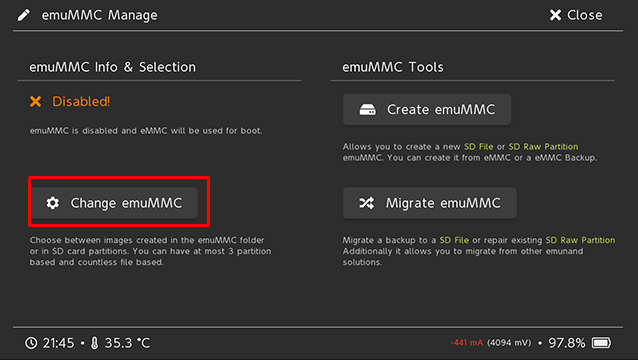 emuMMC Manage
Close
emuMMC Info & Selection
Disabled!
emuMMC is disabled and eMMC will be used for boot.
Change emuMMC
Choose between images created in the emuMMC folder
or in SD card partitions. You can have at most 3 partition
based and countless file based.
emuMMC Tools
Create emuMMC
Allows you to create a new SD File or SD Raw Partition
emuMMC. You can create it from eMMC or a eMMC Backup.
Migrate emuMMC
Migrate a backup to a SD File or repair existing SD Raw Partition
Additionally it allows you to migrate from other emunand
solutions.
21:45 • 35.3 °C
-441 mA (4094 mV) • 97.8%